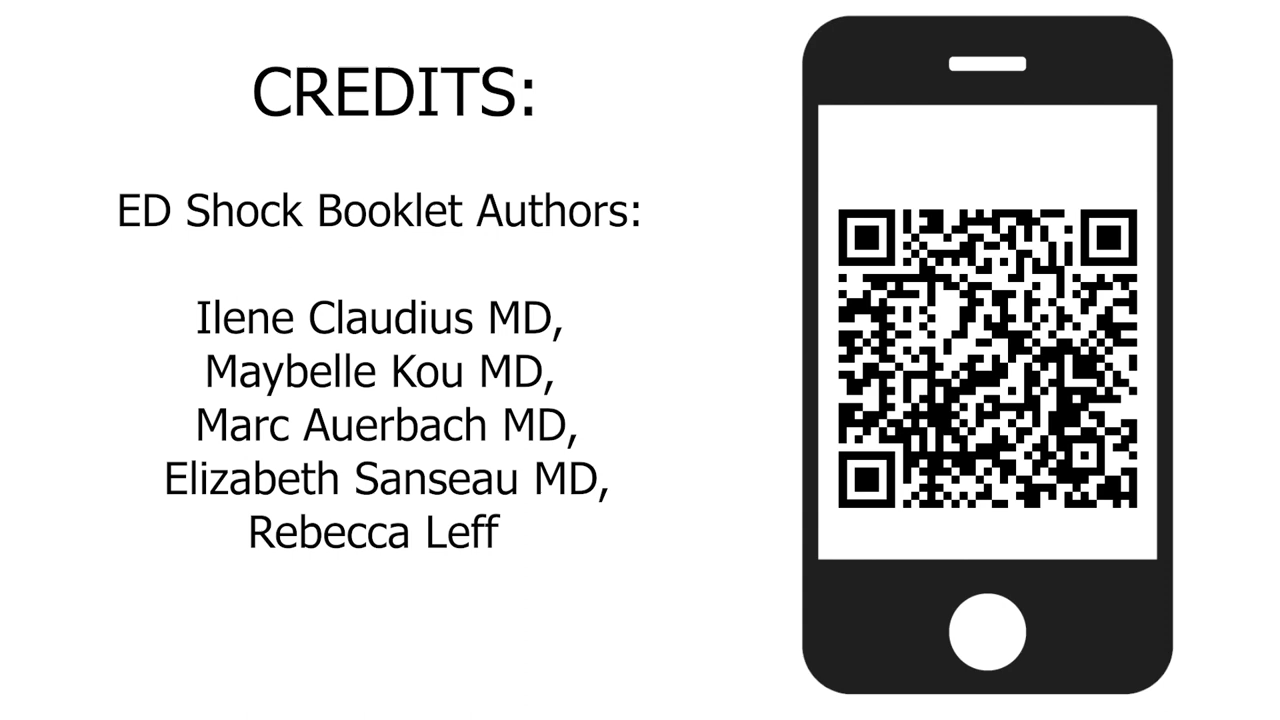 CREDITS:
ED Shock Booklet Authors:
Ilene Claudius MD,
Maybelle Kou MD,
Marc Auerbach MD,
Elizabeth Sanseau MD,
Rebecca Leff